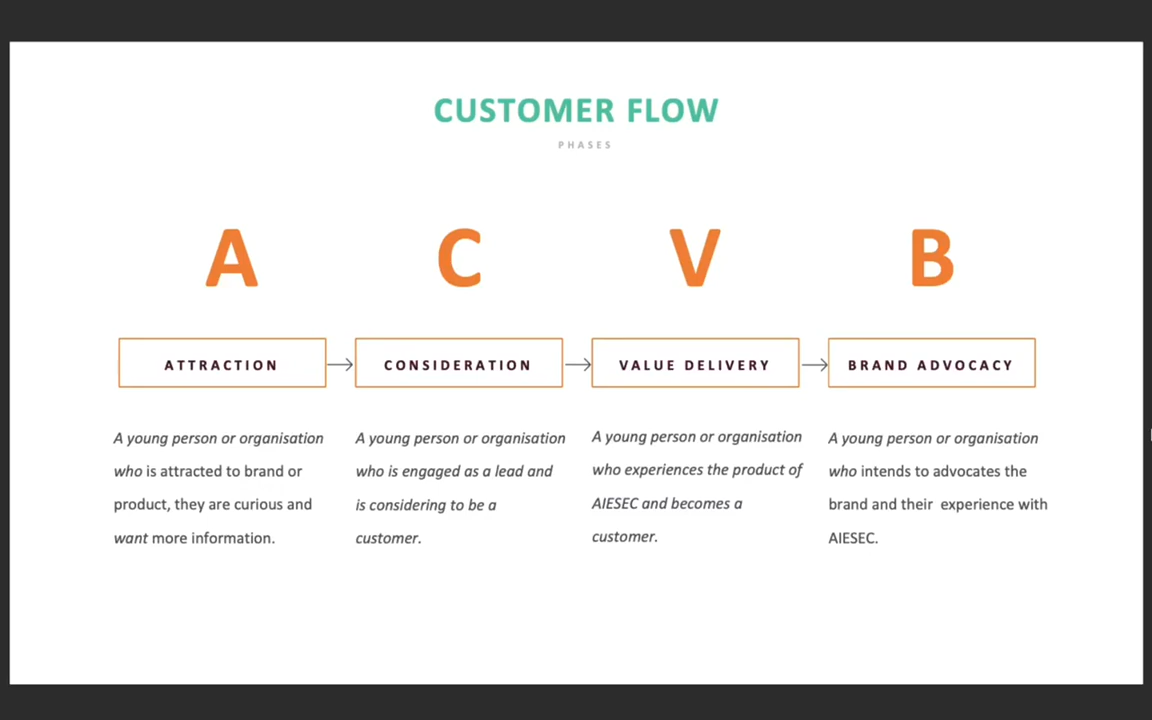 CUSTOMER FLOW
PHASES
A
C
V
B
ATTRACTION
CONSIDERATION
VALUE DELIVERY
BRAND ADVOCACY
A young person or organisation
who is attracted to brand or
product, they are curious and
want more information.
A young person or organisation
who is engaged as a lead and
is considering to be a
customer.
A young person or organisation
who experiences the product of
AIESEC and becomes a
customer.
A young person or organisation
who intends to advocates the
brand and their experience with
AIESEC.